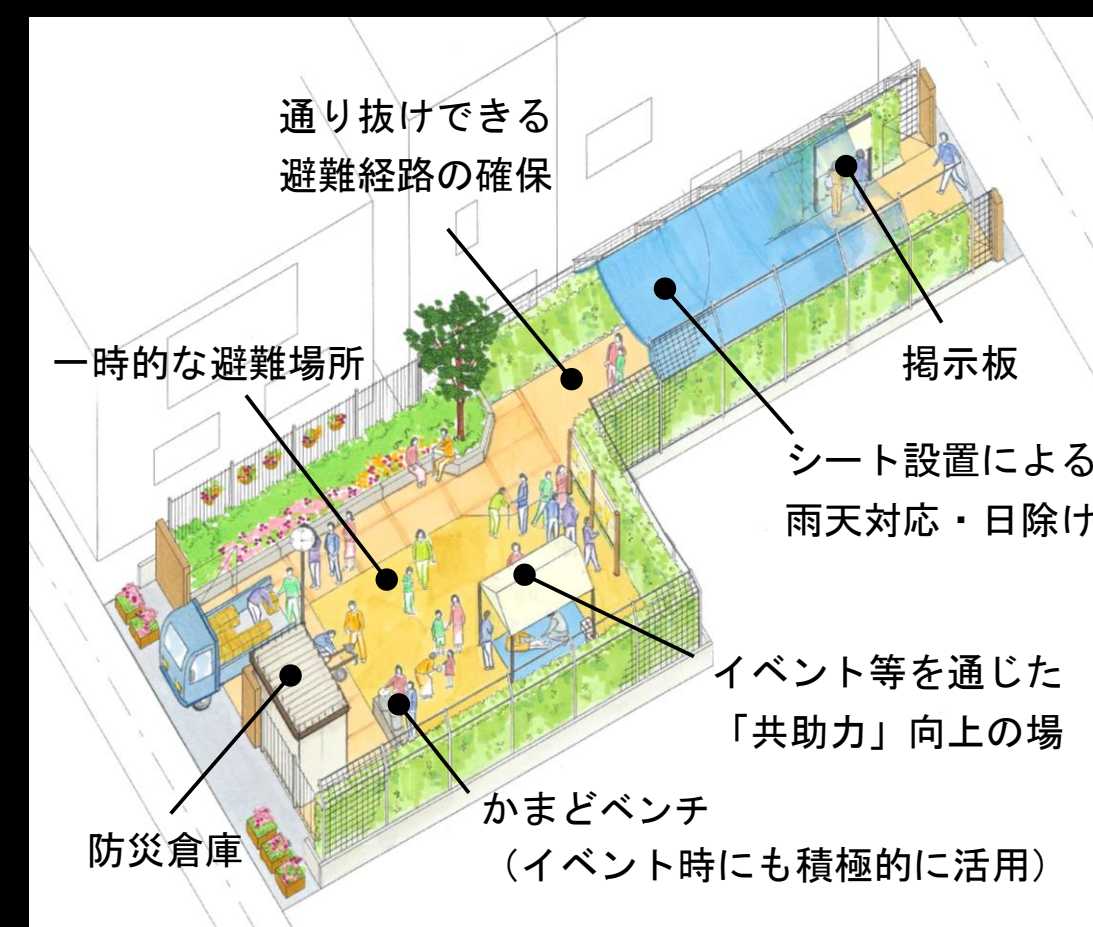 通り抜けできる
避難経路の確保
一時的な避難場所
掲示板
シート設置による
雨天対応・日除け
イベント等を通じた
「共助力」向上の場
かまどベンチ
（イベント時にも積極的に活用）
防災倉庫